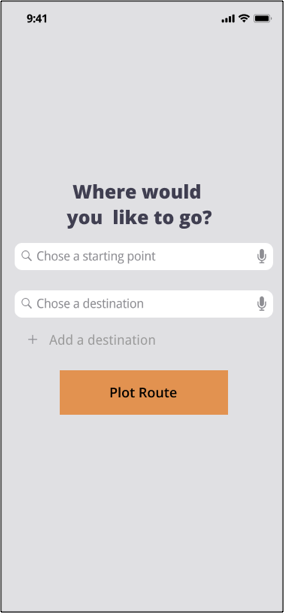 9:41
Where would
you like to go?
Chose a starting point
Chose a destination
+ Add a destination
Plot Route